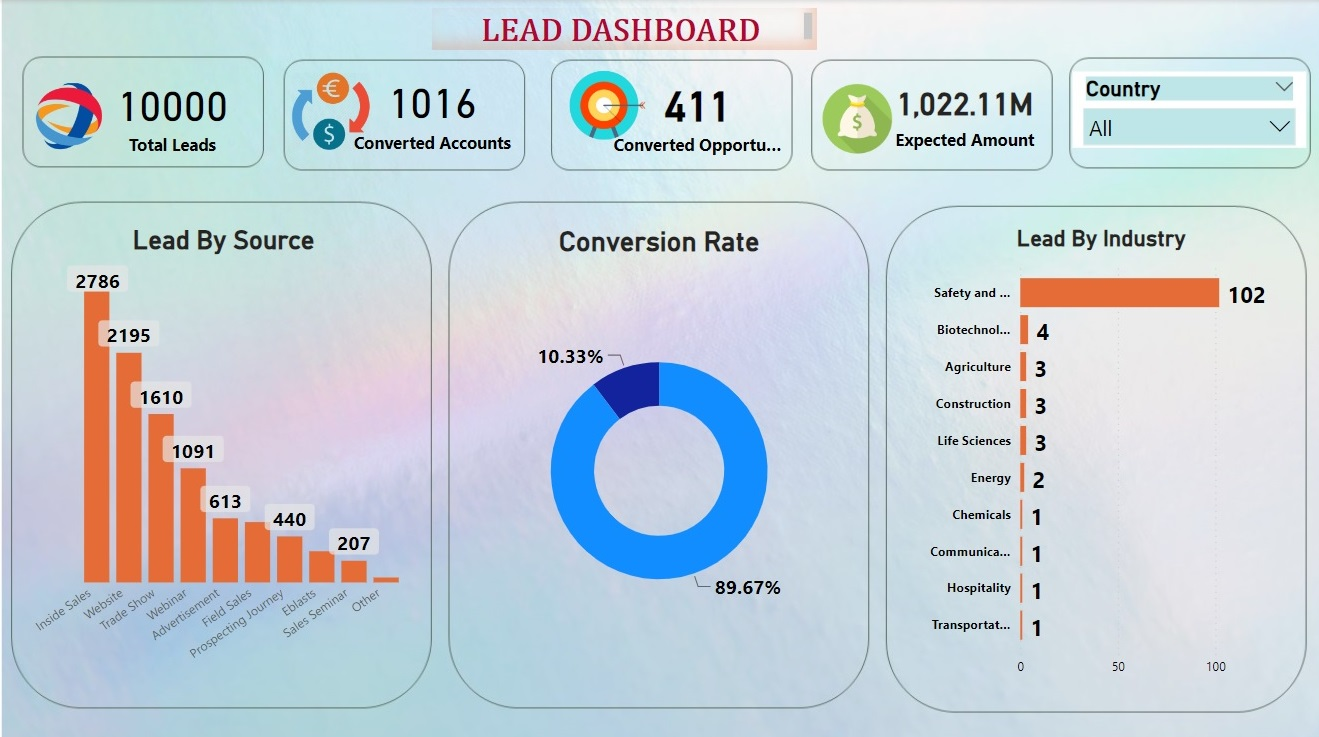 LEAD DASHBOARD
10000
Total Leads
€
$
1016
Converted Accounts
411
Converted Opportu...
$
1,022.11M
Expected Amount
Country
All
Lead By Source
2786
2195
1610
1091
613
440
207
Inside Sales
Website
Trade Show
Webinar
Advertisement
Field Sales
Prospecting Journey
Eblasts
Sales Seminar
Other
Conversion Rate
10.33%
89.67%
Lead By Industry
Safety and ... 102
Biotechnol... 4
Agriculture 3
Construction 3
Life Sciences 3
Energy 2
Chemicals 1
Communica... 1
Hospitality 1
Transportat... 1
0 50 100